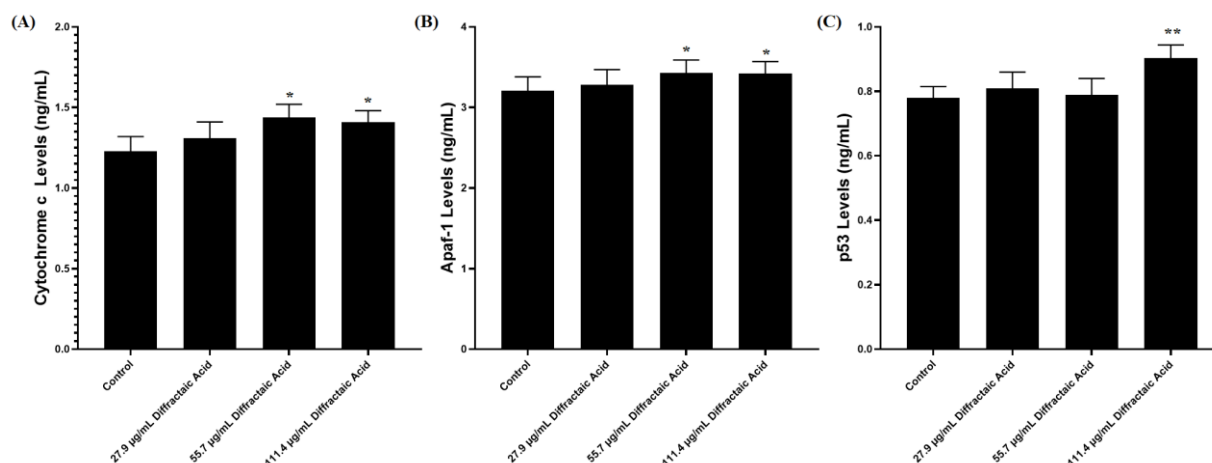 (A)
Cytochrome c Levels (ng/mL)
2.0
1.5
1.0
0.5
0.0
*
*
Control
27.9 µg/mL Diffractaic Acid
55.7 µg/mL Diffractaic Acid
111.4 µg/mL Diffractaic Acid
(B)
Apaf-1 Levels (ng/mL)
4
3
2
1
0
*
*
Control
27.9 µg/mL Diffractaic Acid
55.7 µg/mL Diffractaic Acid
111.4 µg/mL Diffractaic Acid
(C)
p53 Levels (ng/mL)
1.0
0.8
0.6
0.4
0.2
0.0
**
Control
27.9 µg/mL Diffractaic Acid
55.7 µg/mL Diffractaic Acid
111.4 µg/mL Diffractaic Acid